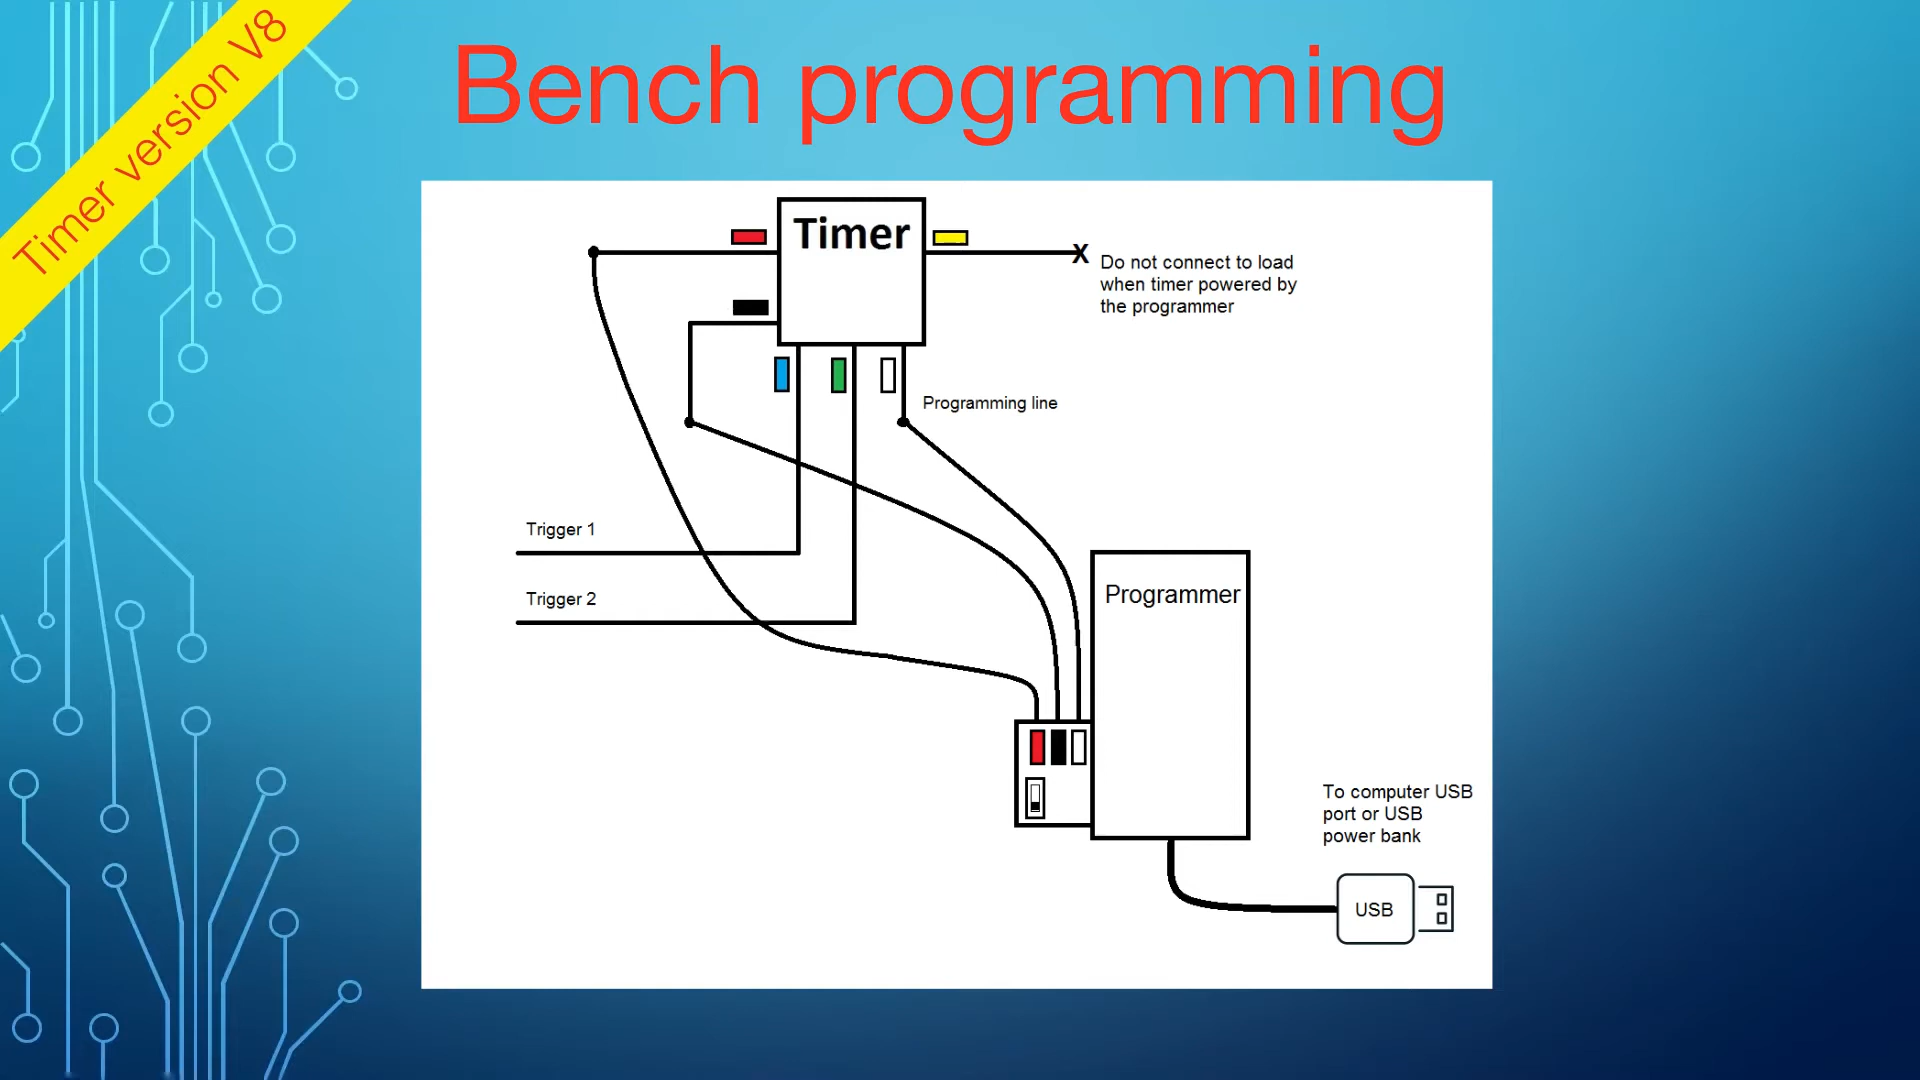 Timer version V8
Bench programming
Timer
Do not connect to load
when timer powered by
the programmer
Programming line
Trigger 1
Trigger 2
Programmer
To computer USB
port or USB
power bank
USB
X